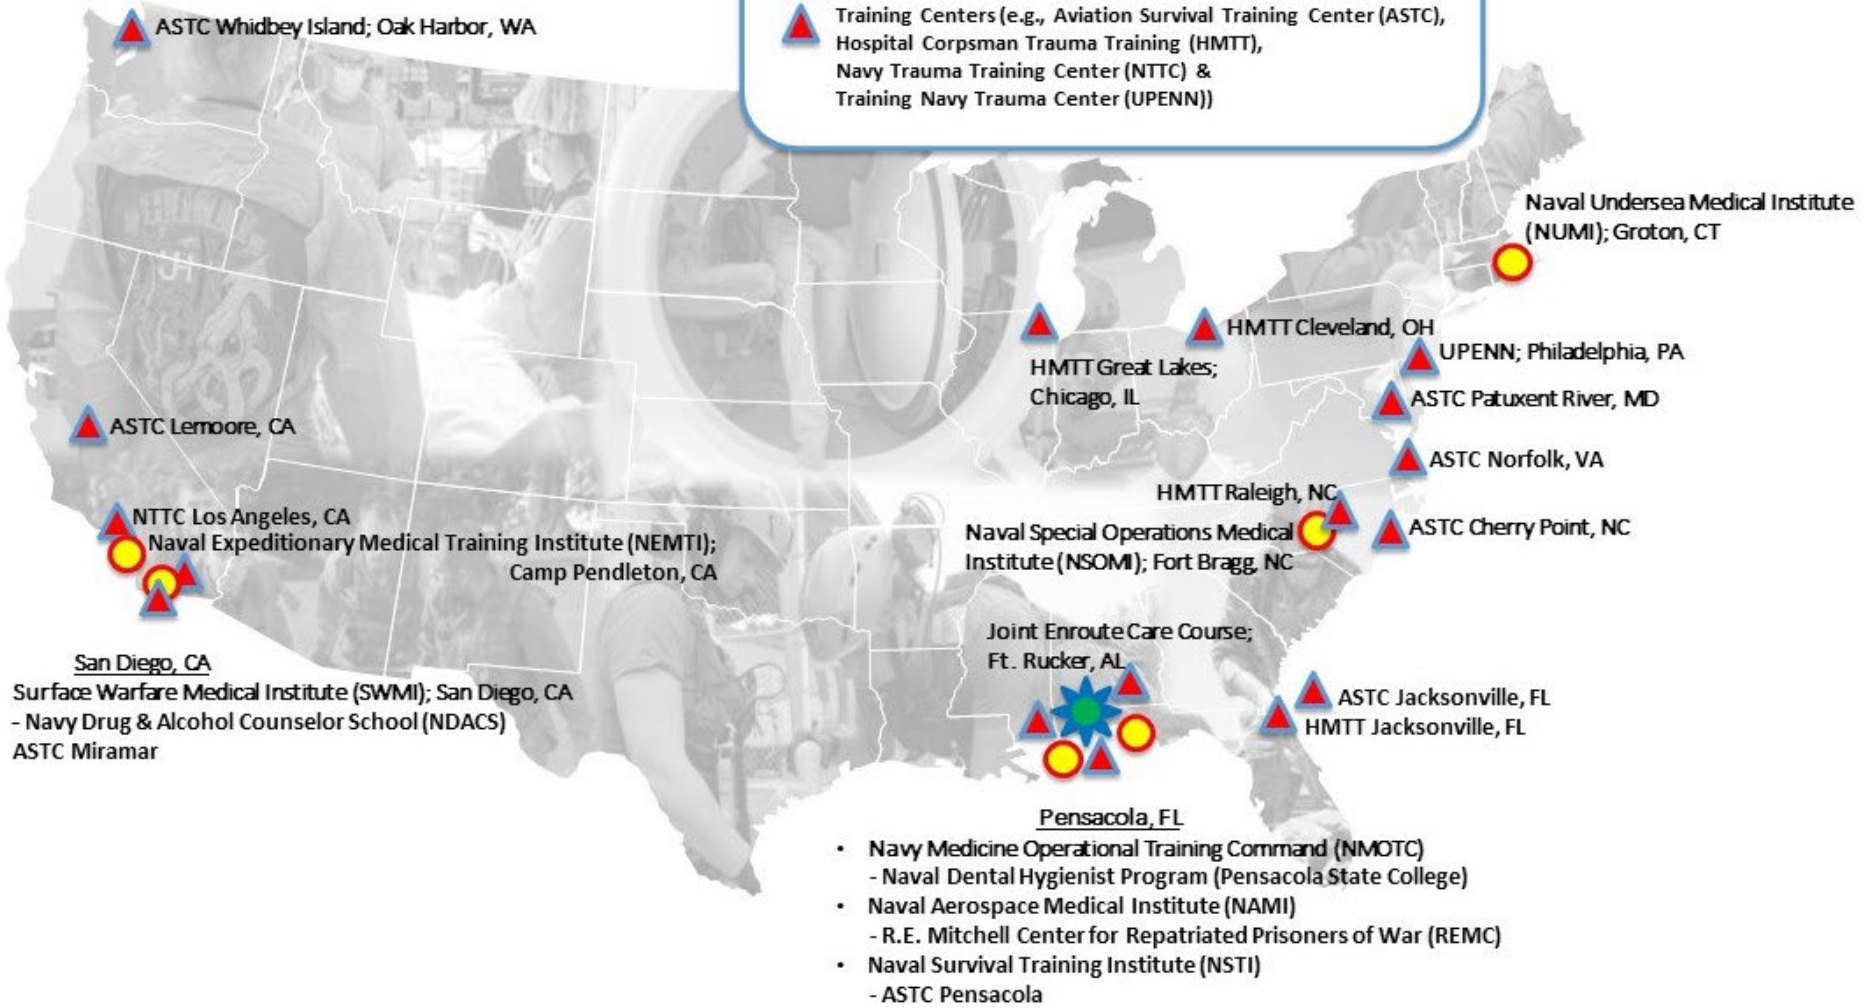 Training Centers (e.g., Aviation Survival Training Center (ASTC),
Hospital Corpsman Trauma Training (HMTT),
Navy Trauma Training Center (NTTC) &
Training Navy Trauma Center (UPENN))
ASTC Whidbey Island; Oak Harbor, WA
Naval Undersea Medical Institute
(NUMI); Groton, CT
HMTT Cleveland, OH
UPENN; Philadelphia, PA
HMTT Great Lakes;
Chicago, IL
ASTC Patuxent River, MD
ASTC Lemoore, CA
ASTC Norfolk, VA
HMTT Raleigh, NC
NTTC Los Angeles, CA
Naval Expeditionary Medical Training Institute (NEMTI);
Camp Pendleton, CA
Naval Special Operations Medical
Institute (NSOMI); Fort Bragg, NC
ASTC Cherry Point, NC
Joint Enroute Care Course;
Ft. Rucker, AL
San Diego, CA
Surface Warfare Medical Institute (SWMI); San Diego, CA
- Navy Drug & Alcohol Counselor School (NDACS)
ASTC Miramar
ASTC Jacksonville, FL
HMTT Jacksonville, FL
Pensacola, FL
• Navy Medicine Operational Training Command (NMOTC)
- Naval Dental Hygienist Program (Pensacola State College)
• Naval Aerospace Medical Institute (NAMI)
- R.E. Mitchell Center for Repatriated Prisoners of War (REMC)
• Naval Survival Training Institute (NSTI)
- ASTC Pensacola